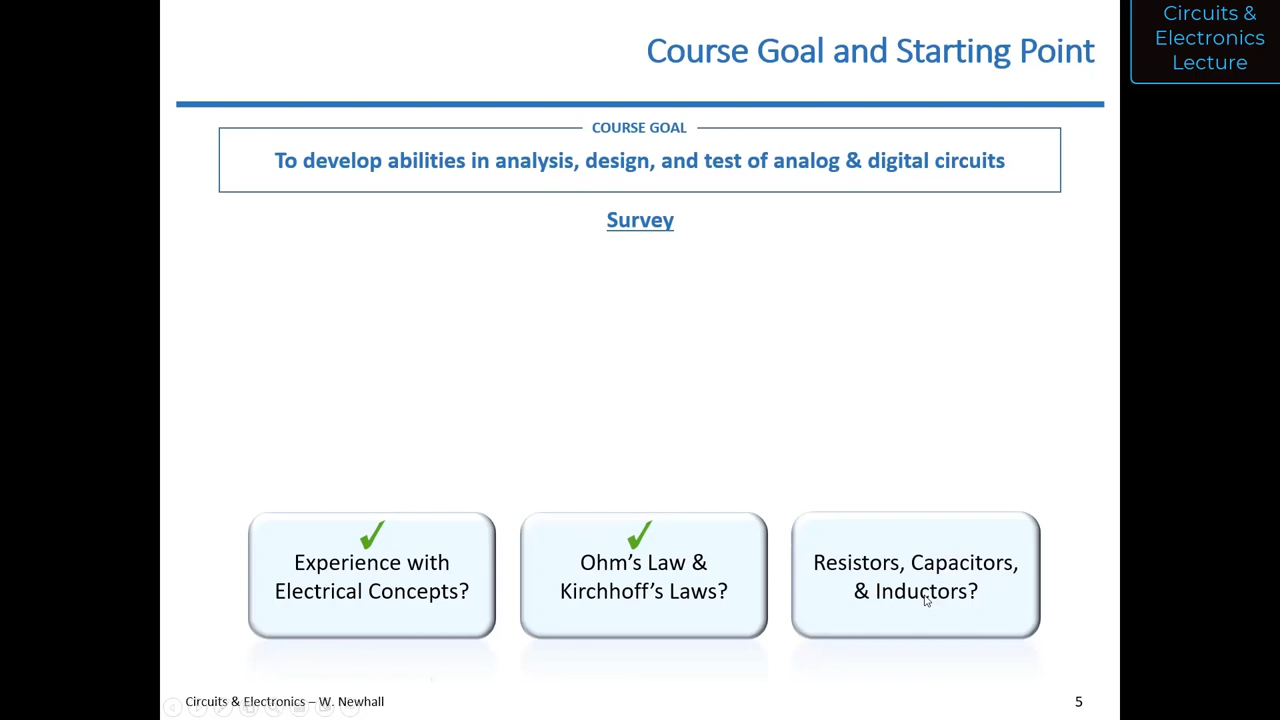 Circuits &
Electronics
Lecture
Course Goal and Starting Point
COURSE GOAL
To develop abilities in analysis, design, and test of analog & digital circuits
Survey
Experience with
Electrical Concepts?
Ohm’s Law &
Kirchhoff’s Laws?
Resistors, Capacitors,
& Inductors?
Circuits & Electronics – W. Newhall
5